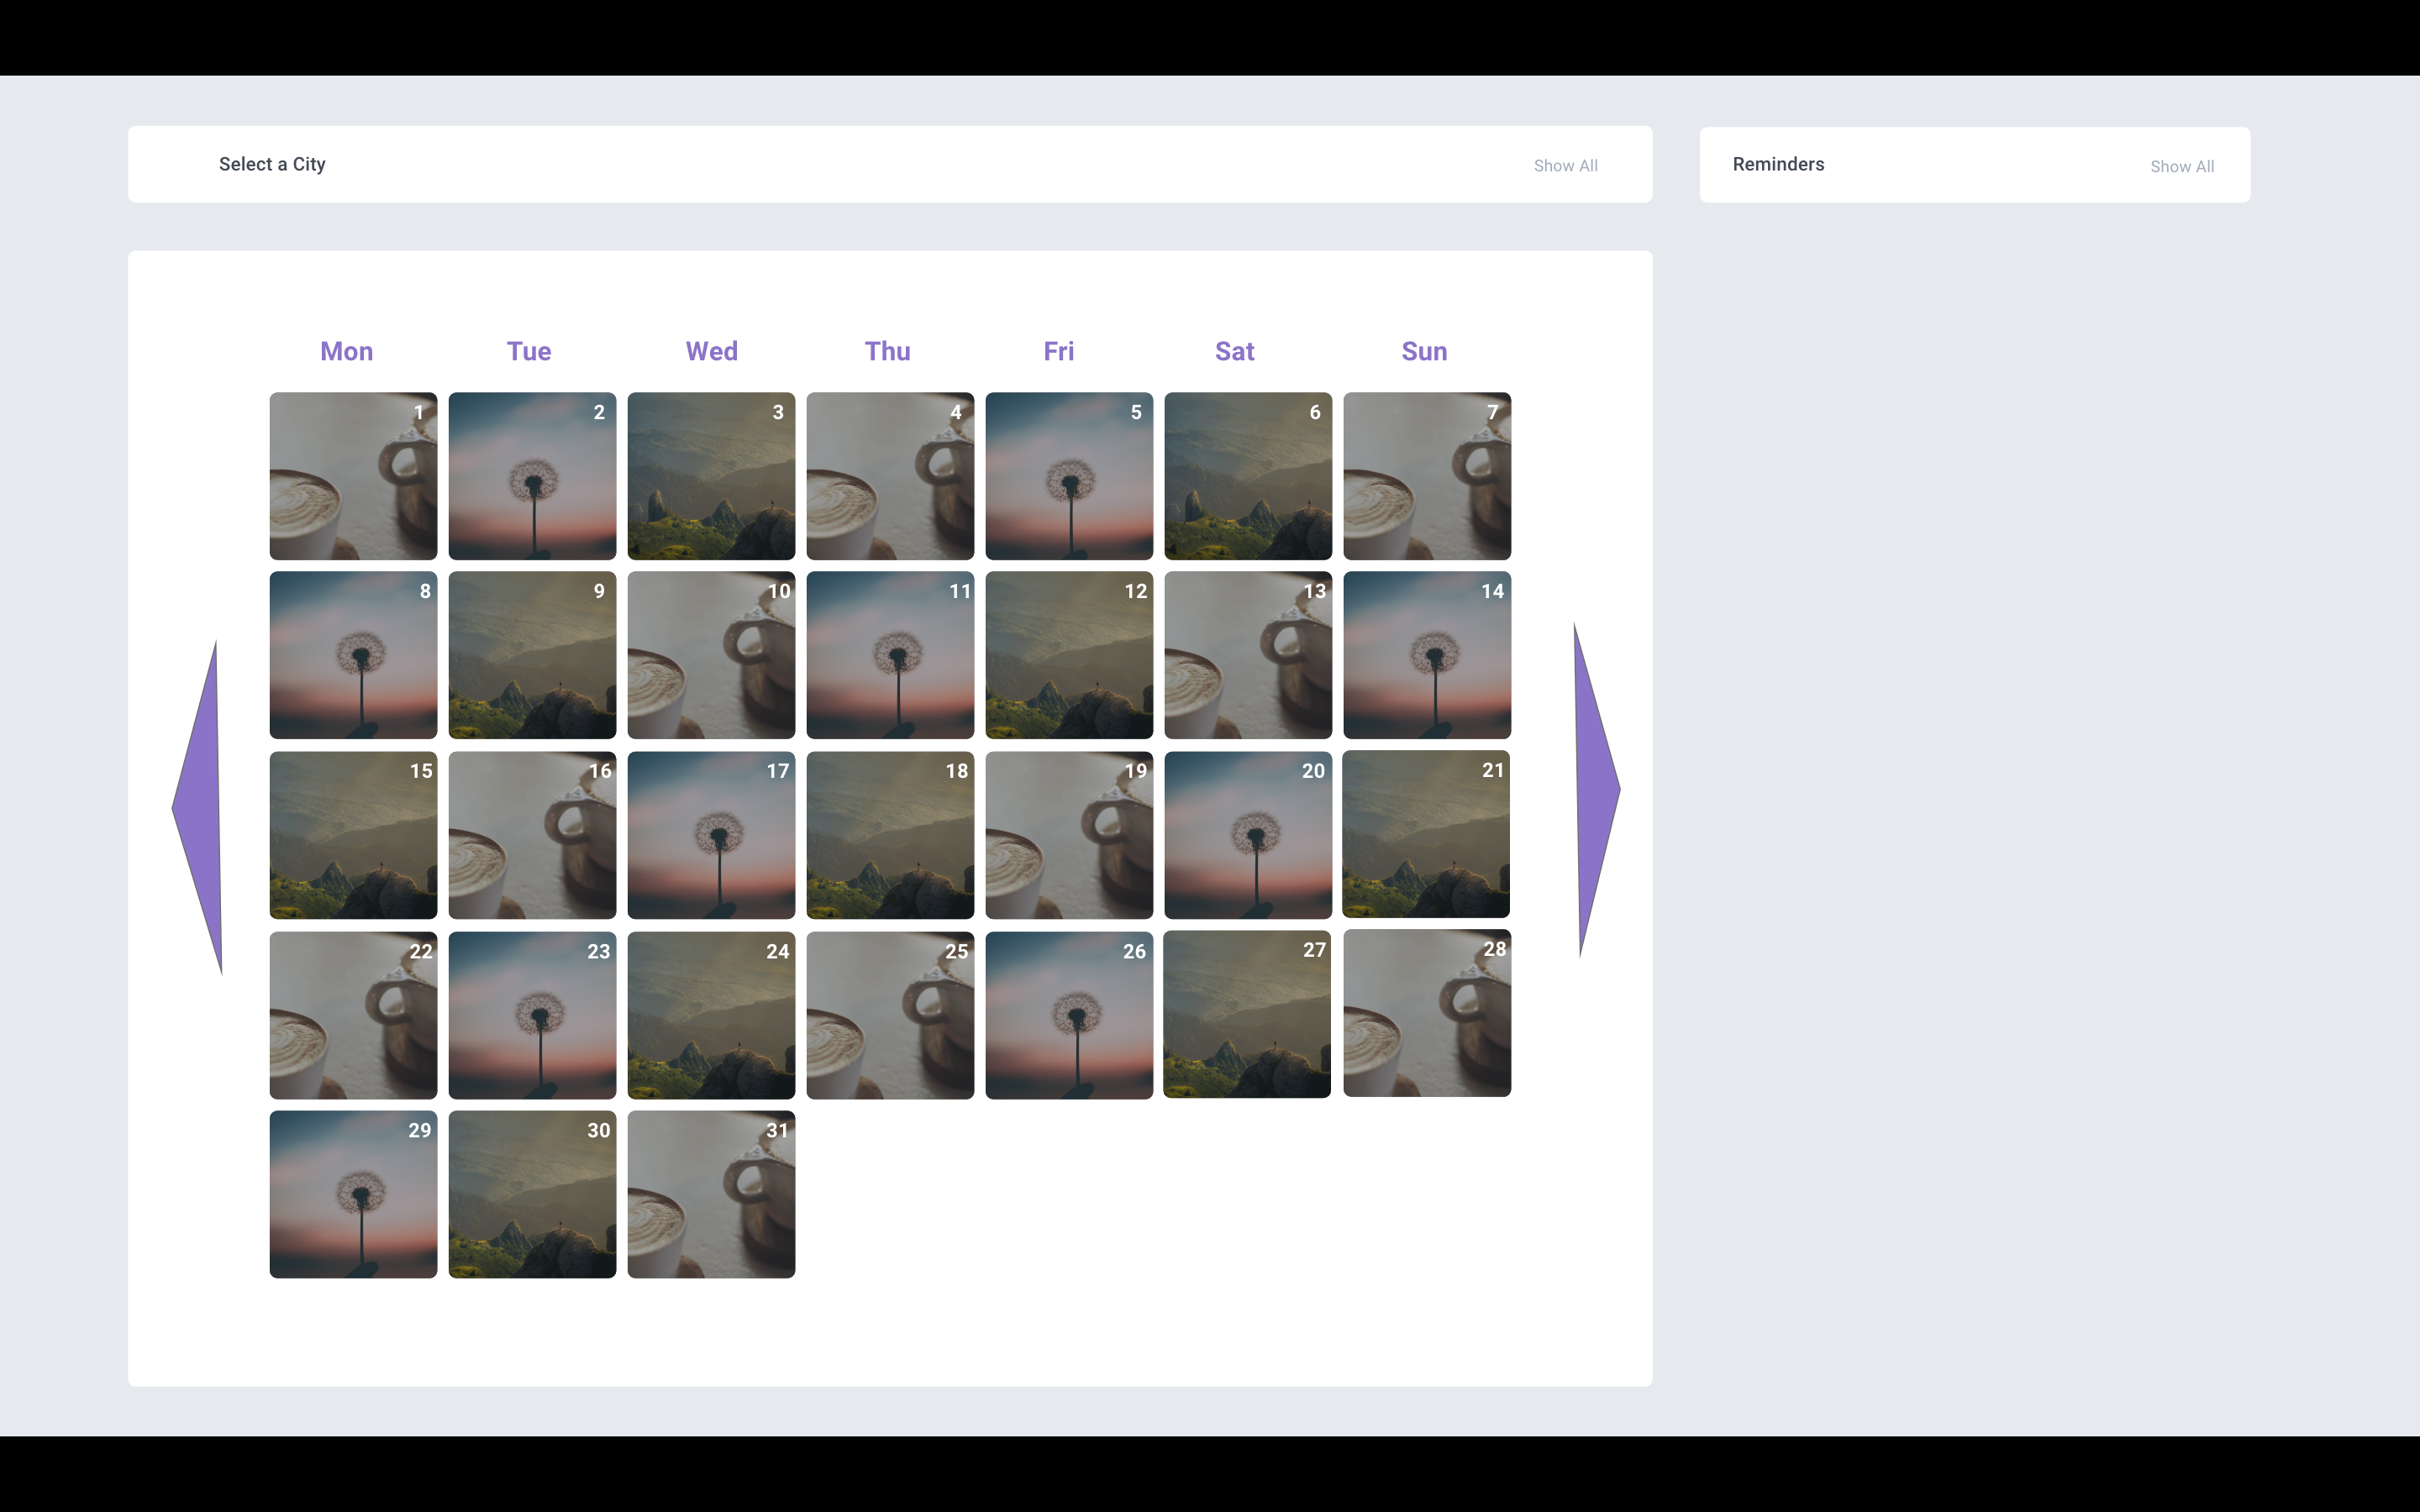 Select a City Show All
Reminders Show All
Mon Tue Wed Thu Fri Sat Sun
1 2 3 4 5 6 7
8 9 10 11 12 13 14
15 16 17 18 19 20 21
22 23 24 25 26 27 28
29 30 31